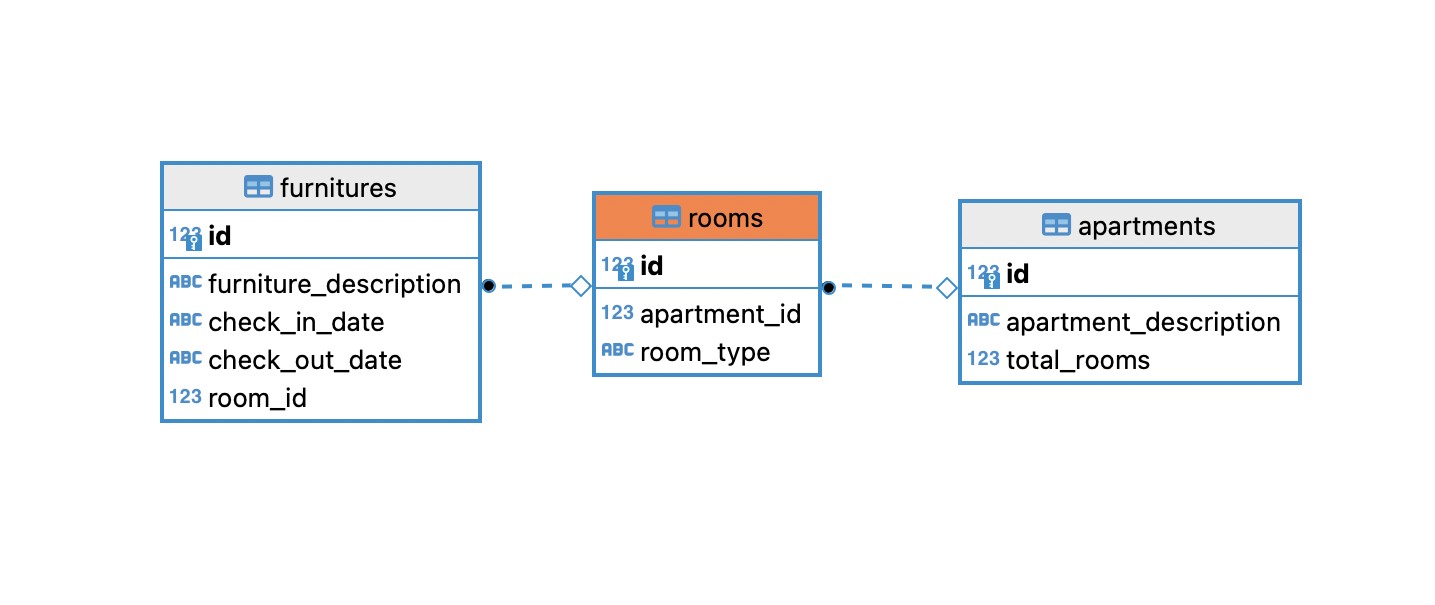 furnitures
123 id
ABC furniture_description
ABC check_in_date
ABC check_out_date
123 room_id
rooms
123 id
123 apartment_id
ABC room_type
apartments
123 id
ABC apartment_description
123 total_rooms